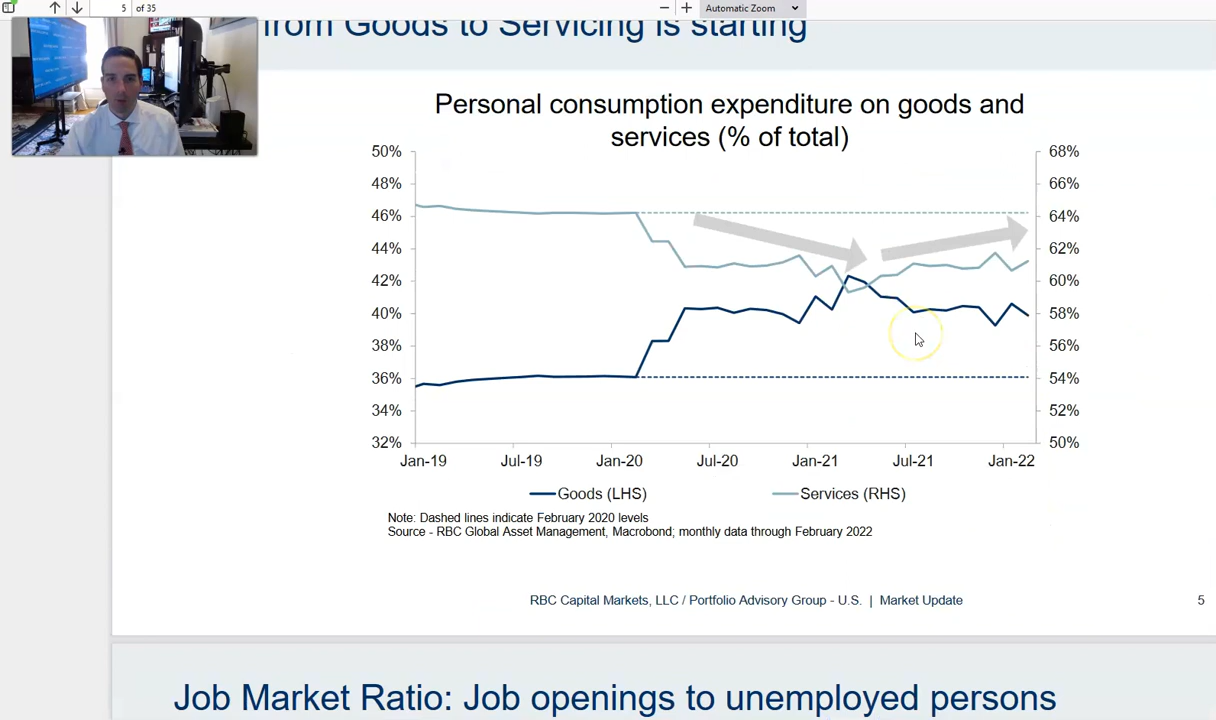 5 of 35
Automatic Zoom
from Goods to Servicing is starting
Personal consumption expenditure on goods and
services (% of total)
50% 68%
48% 66%
46% 64%
44% 62%
42% 60%
40% 58%
38% 56%
36% 54%
34% 52%
32% 50%
Jan-19 Jul-19 Jan-20 Jul-20 Jan-21 Jul-21 Jan-22
Goods (LHS) Services (RHS)
Note: Dashed lines indicate February 2020 levels
Source - RBC Global Asset Management, Macrobond; monthly data through February 2022
RBC Capital Markets, LLC / Portfolio Advisory Group - U.S. | Market Update 5
Job Market Ratio: Job openings to unemployed persons